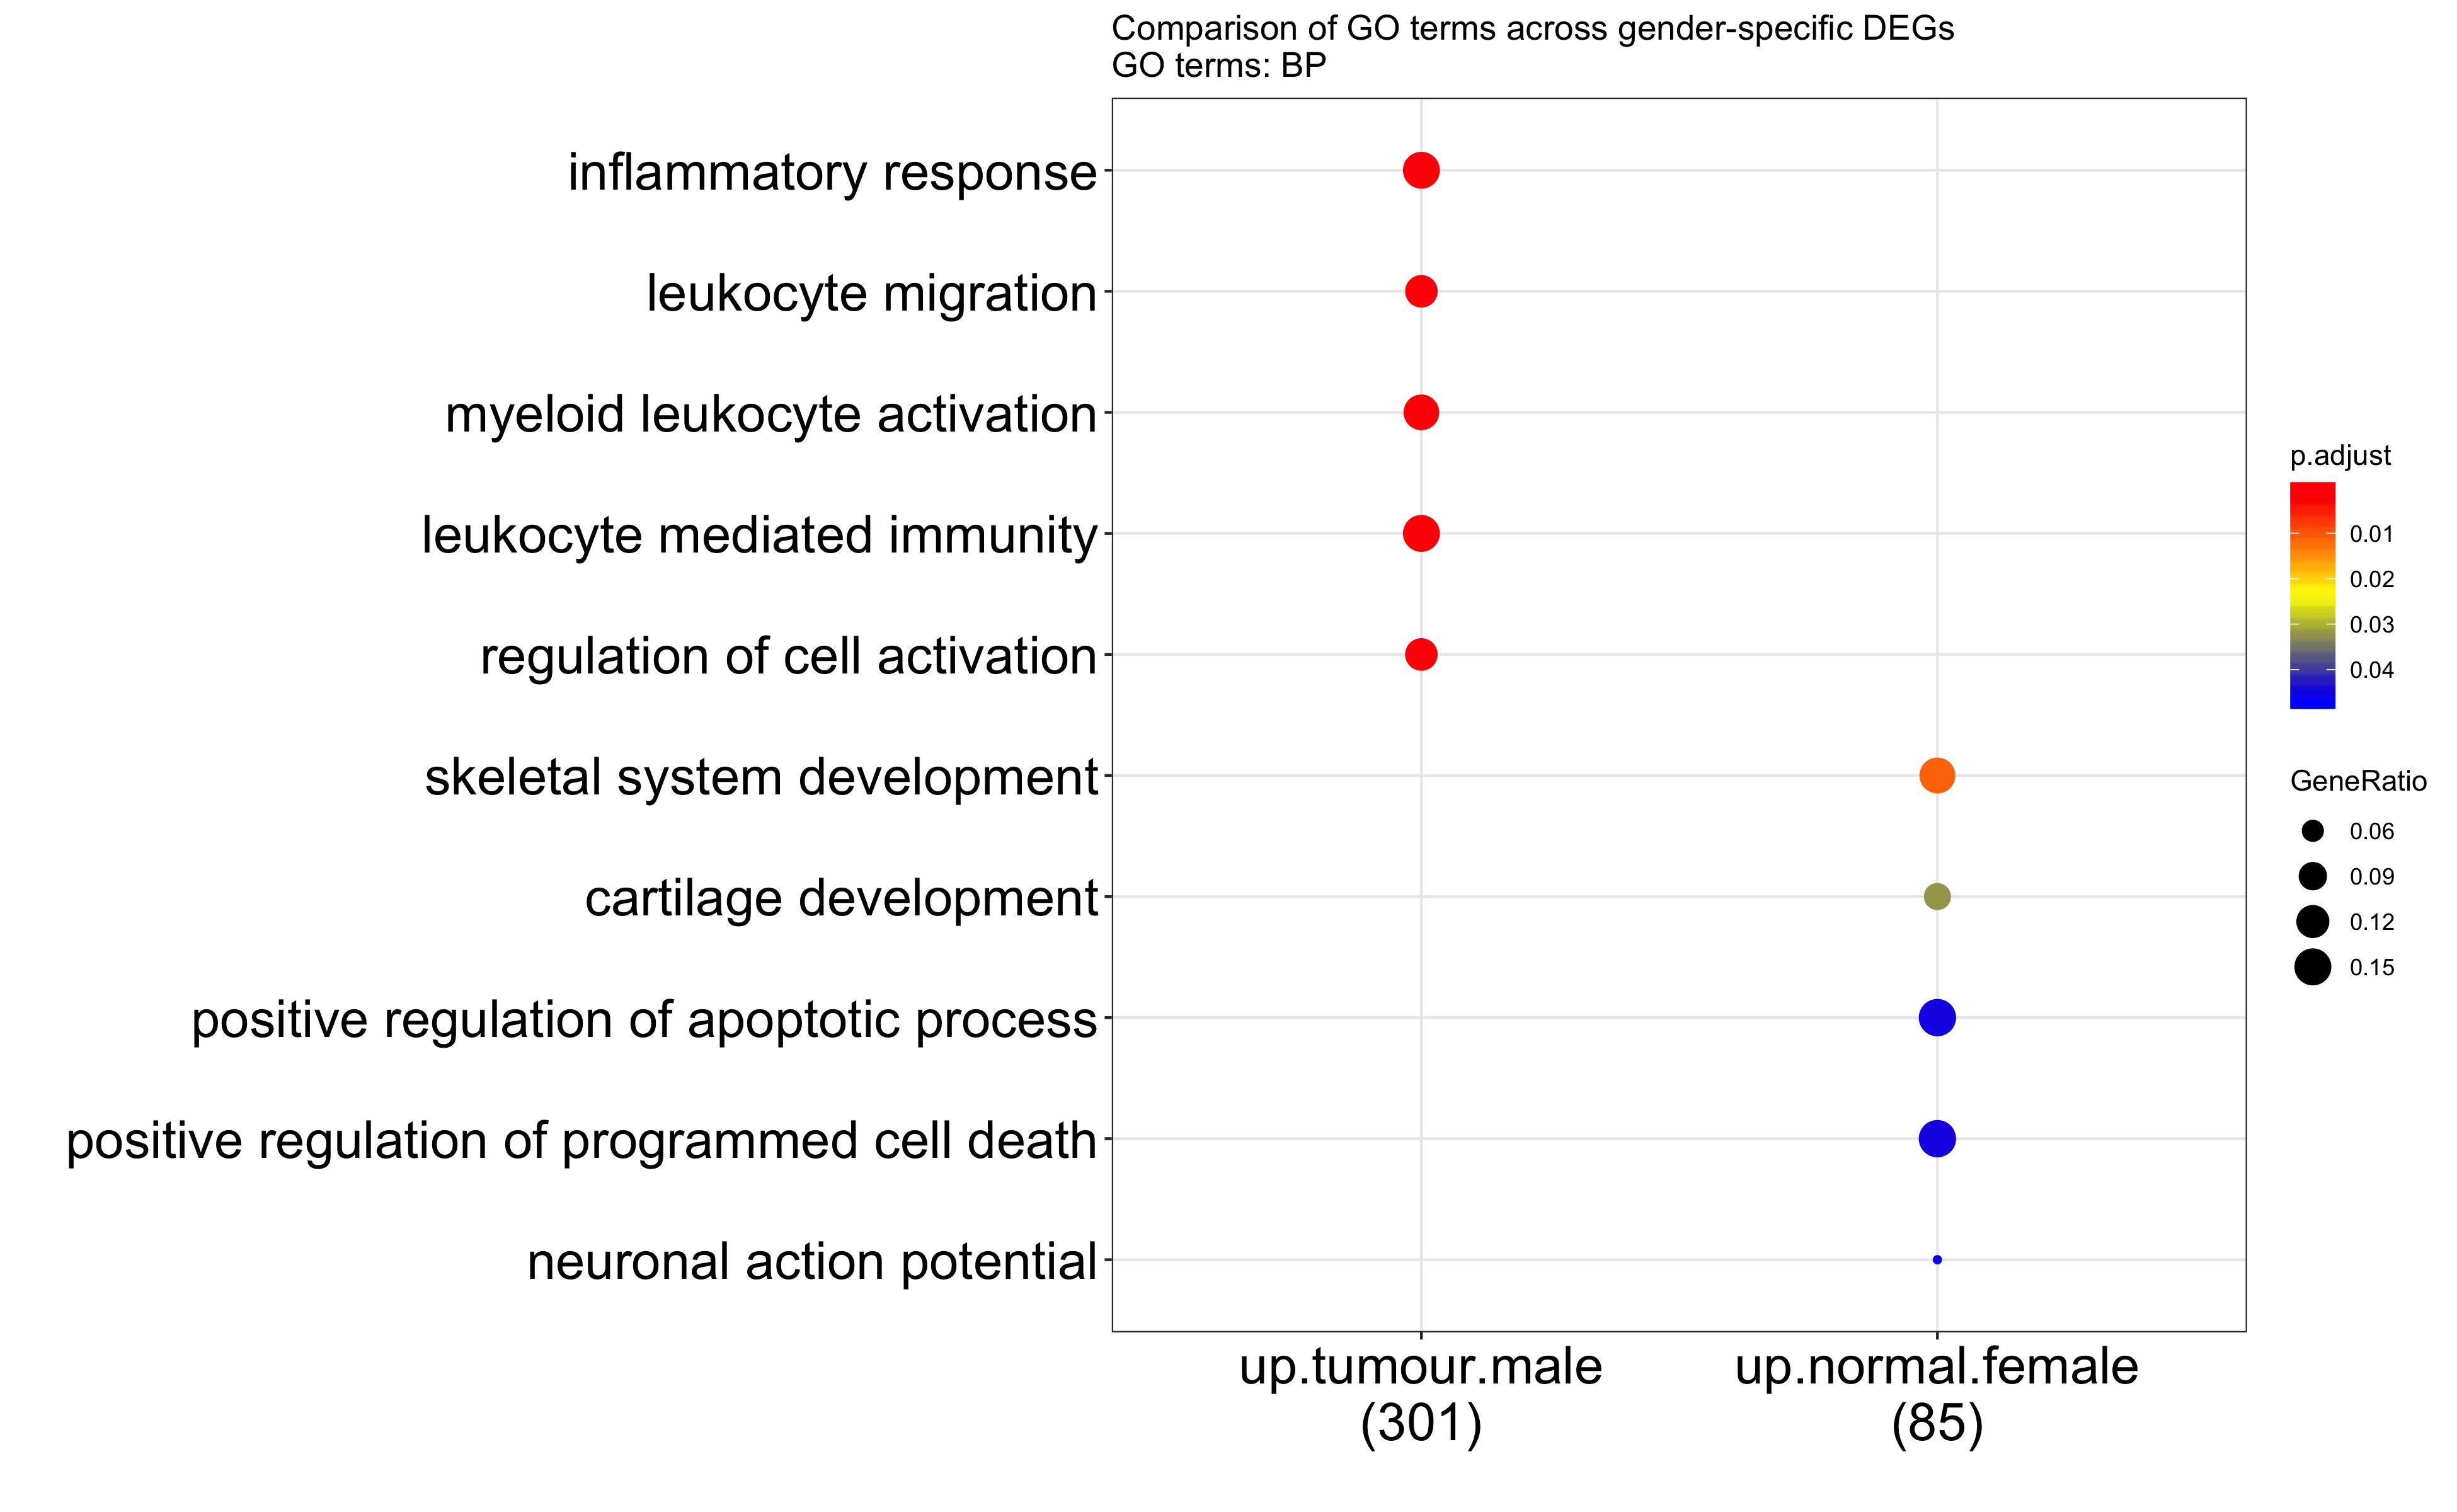 Comparison of GO terms across gender-specific DEGs
GO terms: BP
inflammatory response
leukocyte migration
myeloid leukocyte activation
leukocyte mediated immunity
regulation of cell activation
skeletal system development
cartilage development
positive regulation of apoptotic process
positive regulation of programmed cell death
neuronal action potential
up.tumour.male
(301)
up.normal.female
(85)
p.adjust
0.01
0.02
0.03
0.04
GeneRatio
0.06
0.09
0.12
0.15